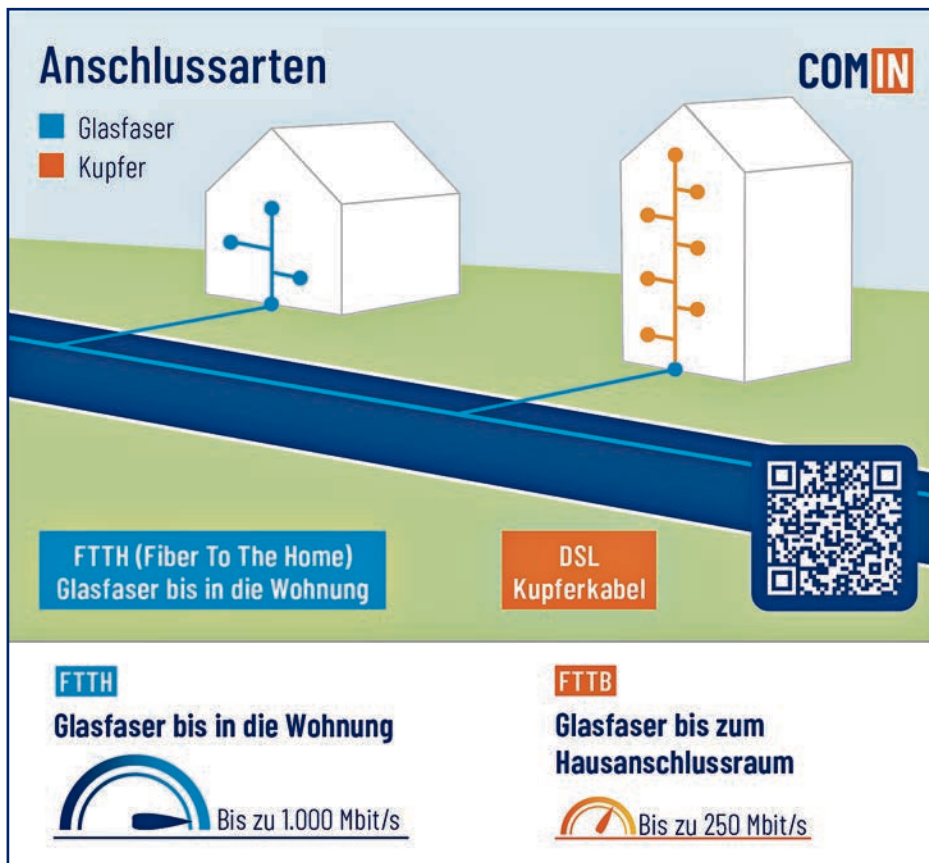 Anschlussarten
COMIN
Glasfaser
Kupfer
FTTH (Fiber To The Home)
Glasfaser bis in die Wohnung
DSL
Kupferkabel
FTTH
Glasfaser bis in die Wohnung
Bis zu 1.000 Mbit/s
FTTB
Glasfaser bis zum
Hausanschlussraum
Bis zu 250 Mbit/s